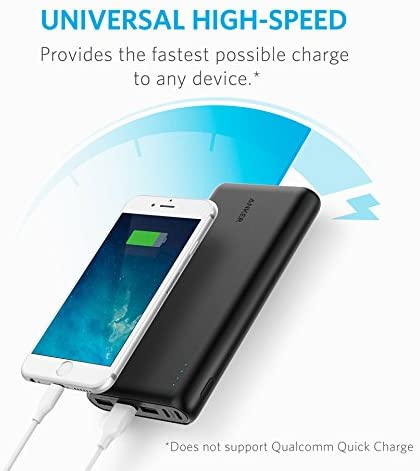 UNIVERSAL HIGH-SPEED
Provides the fastest possible charge
to any device.*
ANKER
*Does not support Qualcomm Quick Charge